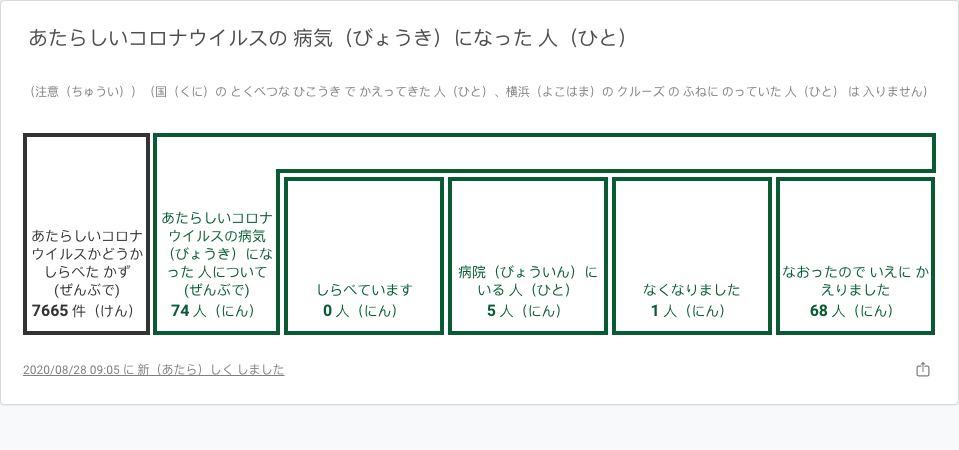 あたらしいコロナウイルスの 病気（びょうき）になった 人（ひと）
（注意（ちゅうい））（国（くに）の とくべつな ひこうき で かえってきた 人（ひと）、横浜（よこはま）の クルーズ の ふねに のっていた 人（ひと） は 入りません）
あたらしいコロナ
ウイルスかどうか
しらべた かず
(ぜんぶで)
7665 件（けん）
あたらしいコロナ
ウイルスの病気
（びょうき）にな
った 人について
(ぜんぶで)
74 人（にん）
しらべています
0 人（にん）
病院（びょういん）に
いる 人（ひと）
5 人（にん）
なくなりました
1 人（にん）
なおったので いえに か
えりました
68 人（にん）
2020/08/28 09:05 に 新（あたら）しく しました